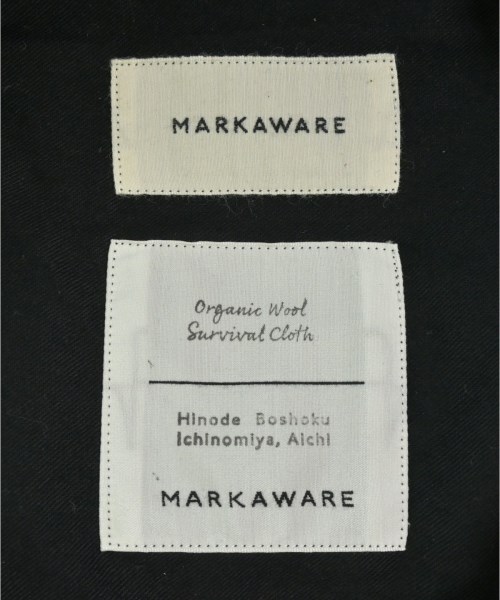 MARKAWARE
Organic Wool
Survival Cloth
Hinode Boshoku
Ichinomiya, Aichi
MARKAWARE